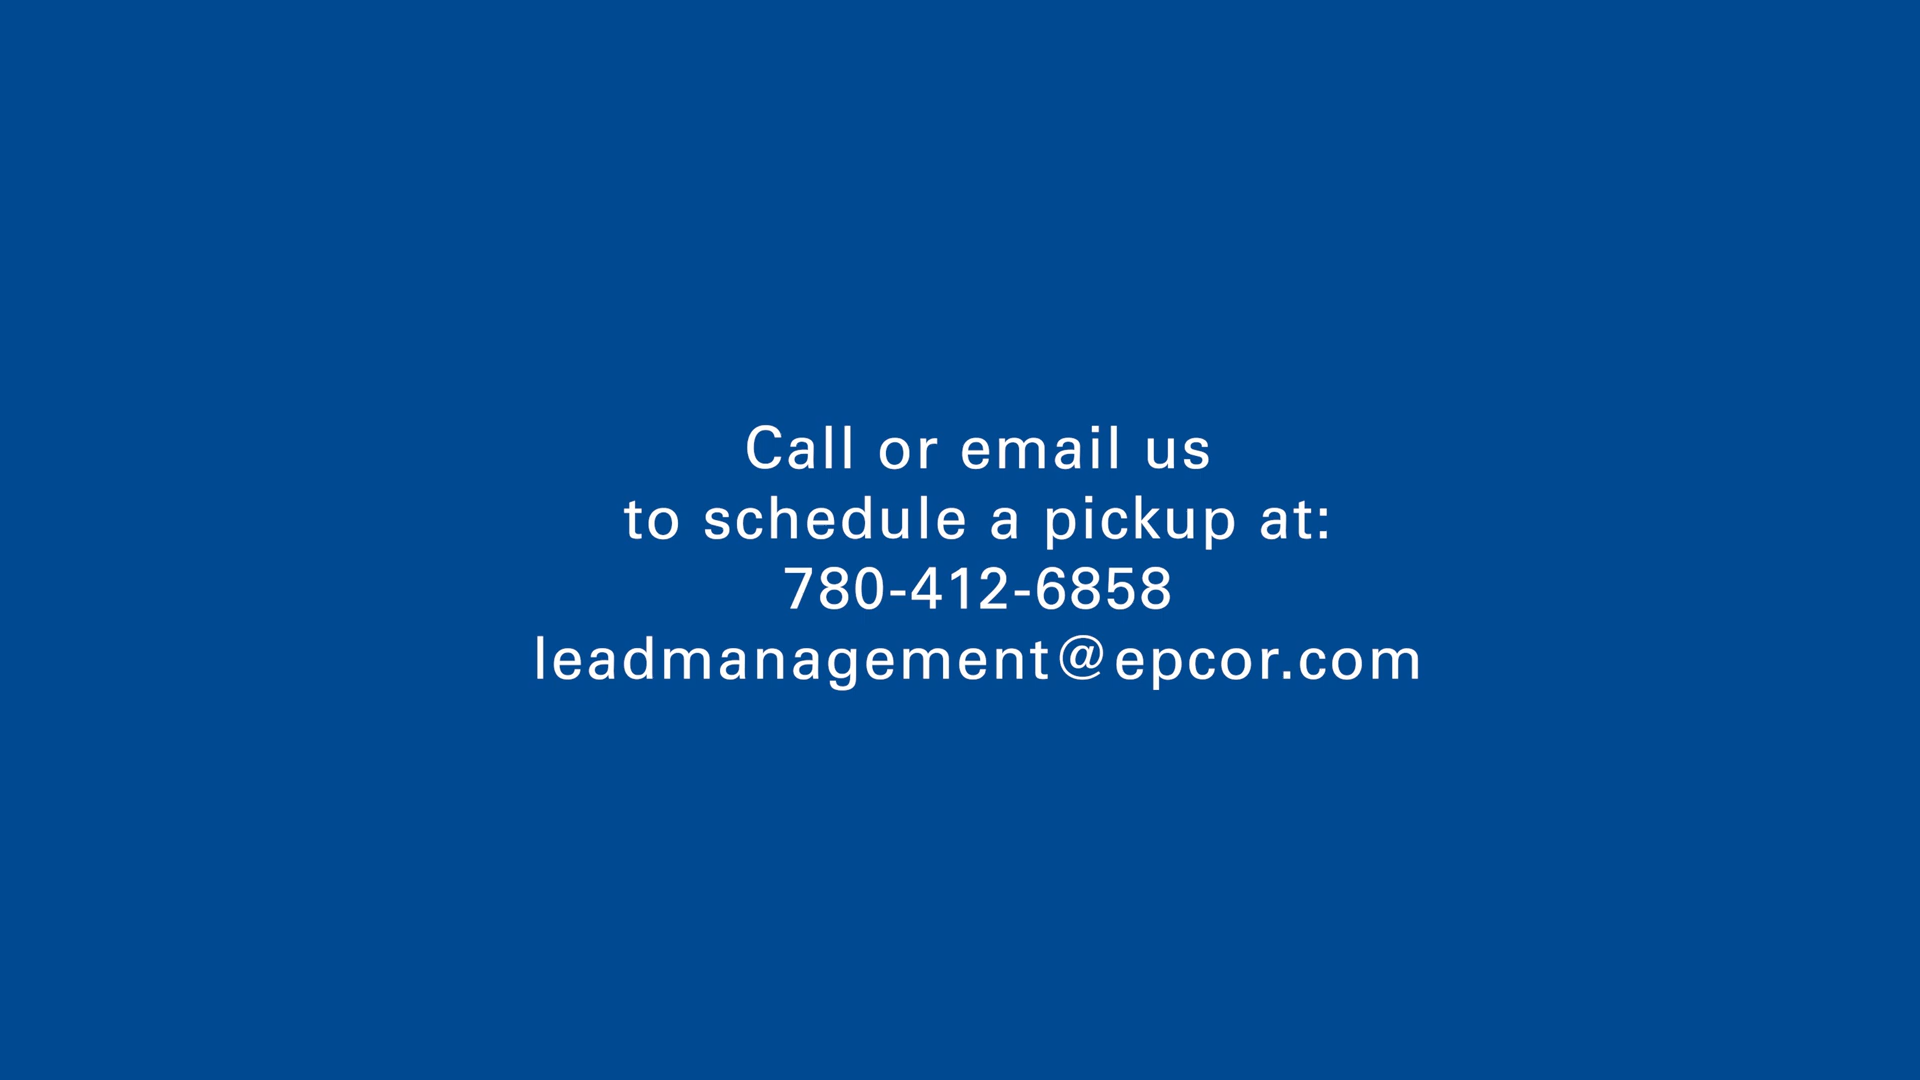 Call or email us
to schedule a pickup at:
780-412-6858
leadmanagement@epcor.com